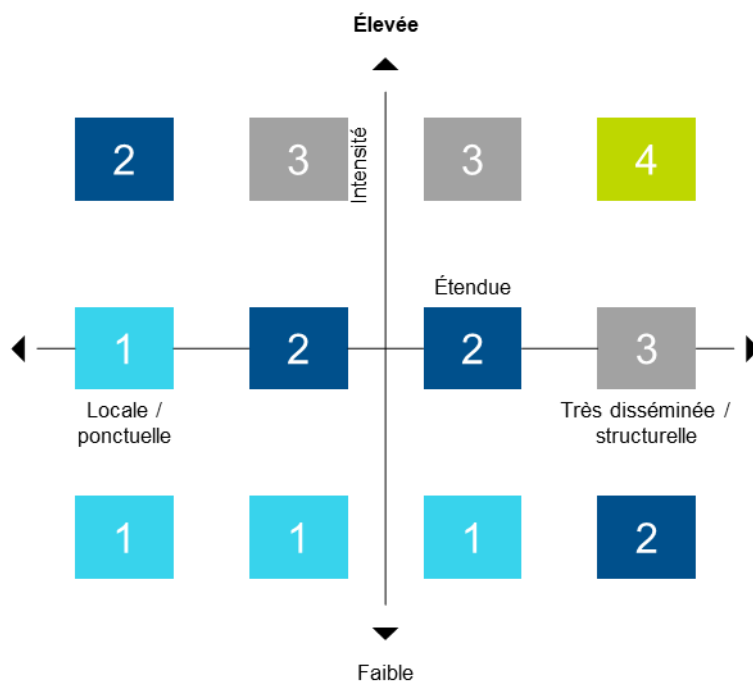 Élevée
2
3
Intensité
3
4
Étendue
1
2
2
3
Locale /
ponctuelle
Très disséminée /
structurelle
1
1
1
2
Faible